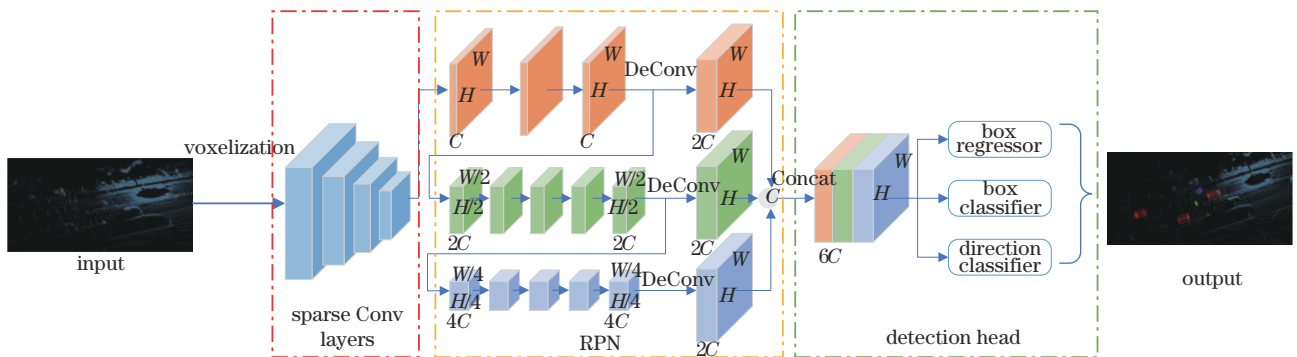 input
voxelization
sparse Conv
layers
W
H
C
W
H
C
DeConv
W
H
2C
W/2
H/2
2C
W/2
H/2
2C
DeConv
W
H
2C
W/4
H/4
4C
W/4
H/4
4C
DeConv
W
H
2C
RPN
C
Concat
W
H
6C
box
regressor
box
classifier
direction
classifier
detection head
output